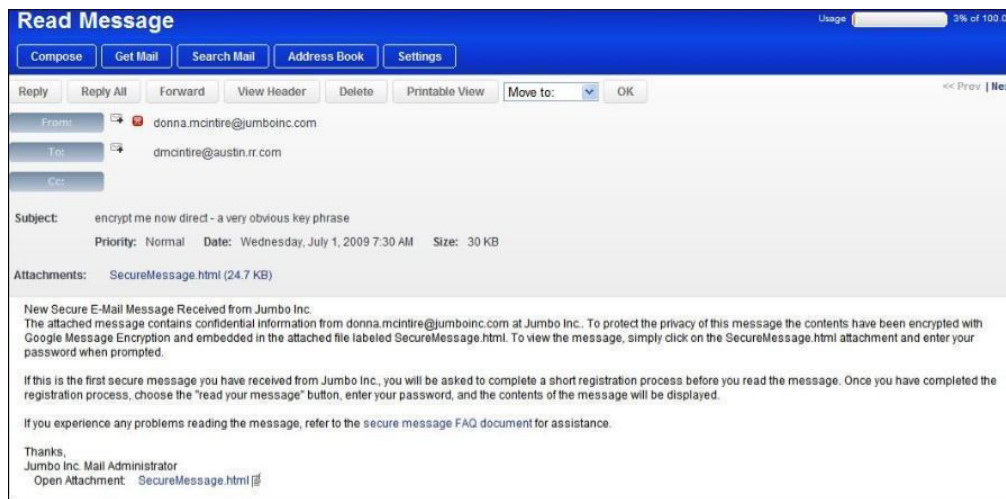 Read Message
Usage 3% of 100.0
Compose Get Mail Search Mail Address Book Settings
Reply Reply All Forward View Header Delete Printable View Move to: OK << Prev | Nex
From: donna.mcintire@jumboinc.com
To: dmcintire@austin.rr.com
Cc:
Subject: encrypt me now direct - a very obvious key phrase
Priority: Normal Date: Wednesday, July 1, 2009 7:30 AM Size: 30 KB
Attachments: SecureMessage.html (24.7 KB)
New Secure E-Mail Message Received from Jumbo Inc.
The attached message contains confidential information from donna.mcintire@jumboinc.com at Jumbo Inc.. To protect the privacy of this message the contents have been encrypted with
Google Message Encryption and embedded in the attached file labeled SecureMessage.html. To view the message, simply click on the SecureMessage.html attachment and enter your
password when prompted.
If this is the first secure message you have received from Jumbo Inc., you will be asked to complete a short registration process before you read the message. Once you have completed the
registration process, choose the "read your message" button, enter your password, and the contents of the message will be displayed.
If you experience any problems reading the message, refer to the secure message FAQ document for assistance.
Thanks,
Jumbo Inc. Mail Administrator
Open Attachment: SecureMessage.html